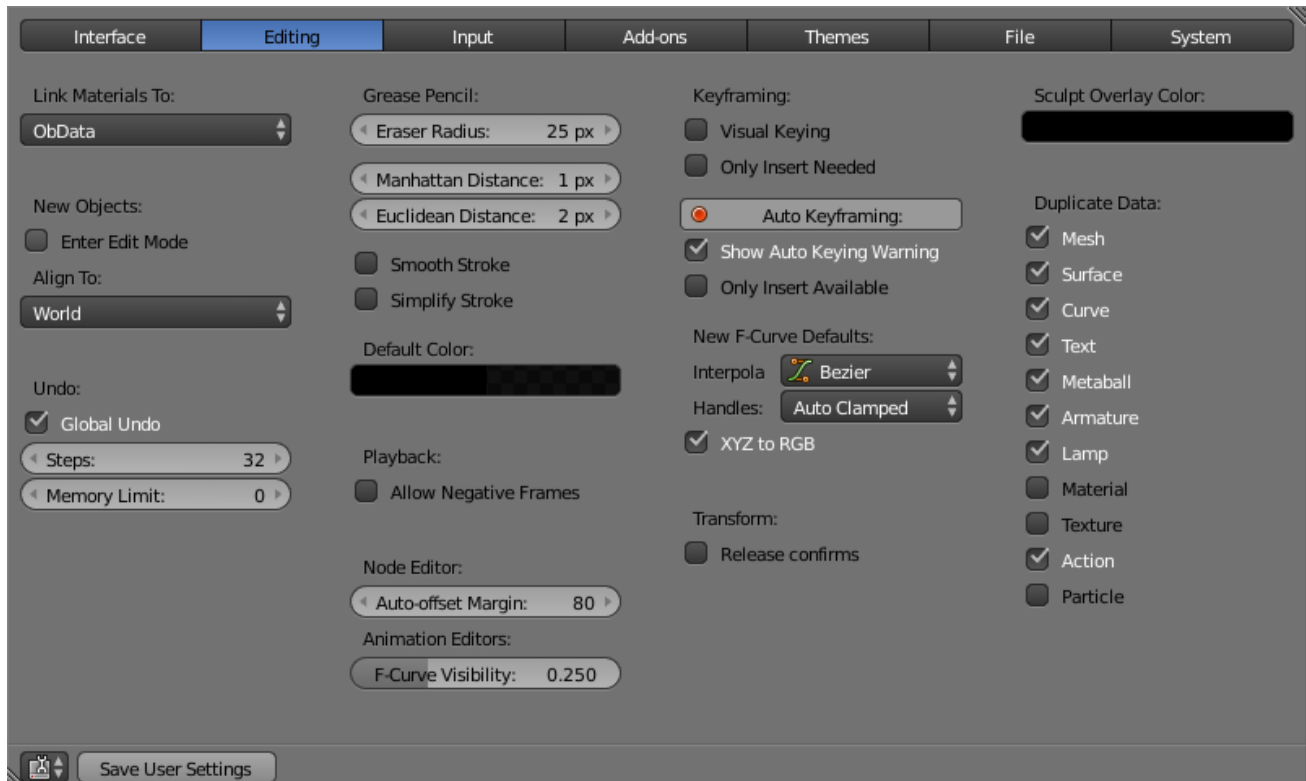 Interface Editing Input Add-ons Themes File System
Link Materials To:
ObData
New Objects:
Enter Edit Mode
Align To:
World
Undo:
Global Undo
Steps: 32
Memory Limit: 0
Grease Pencil:
Eraser Radius: 25 px
Manhattan Distance: 1 px
Euclidean Distance: 2 px
Smooth Stroke
Simplify Stroke
Default Color:
Playback:
Allow Negative Frames
Node Editor:
Auto-offset Margin: 80
Animation Editors:
F-Curve Visibility: 0.250
Keyframing:
Visual Keying
Only Insert Needed
Auto Keyframing:
Show Auto Keying Warning
Only Insert Available
New F-Curve Defaults:
Interpola Bezier
Handles: Auto Clamped
XYZ to RGB
Transform:
Release confirms
Sculpt Overlay Color:
Duplicate Data:
Mesh
Surface
Curve
Text
Metaball
Armature
Lamp
Material
Texture
Action
Particle
Save User Settings